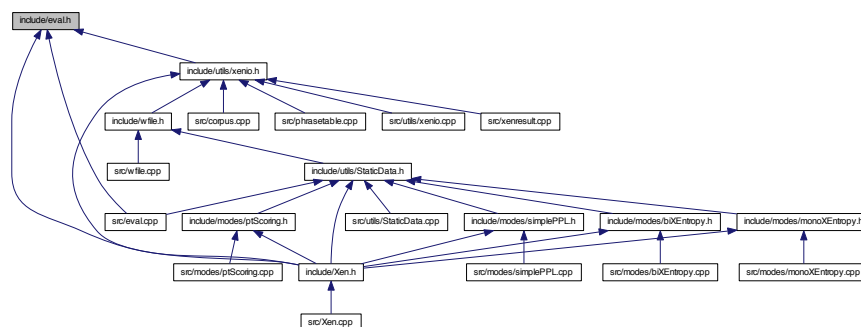 include/eval.h
include/utils/xenio.h
include/wfile.h
src/corpus.cpp
src/phrasetable.cpp
src/utils/xenio.cpp
src/xenresult.cpp
src/wfile.cpp
include/utils/StaticData.h
src/eval.cpp
include/modes/ptScoring.h
src/utils/StaticData.cpp
include/modes/simplePPL.h
include/modes/biXEntropy.h
include/modes/monoXEntropy.h
src/modes/ptScoring.cpp
include/Xen.h
src/modes/simplePPL.cpp
src/modes/biXEntropy.cpp
src/modes/monoXEntropy.cpp
src/Xen.cpp